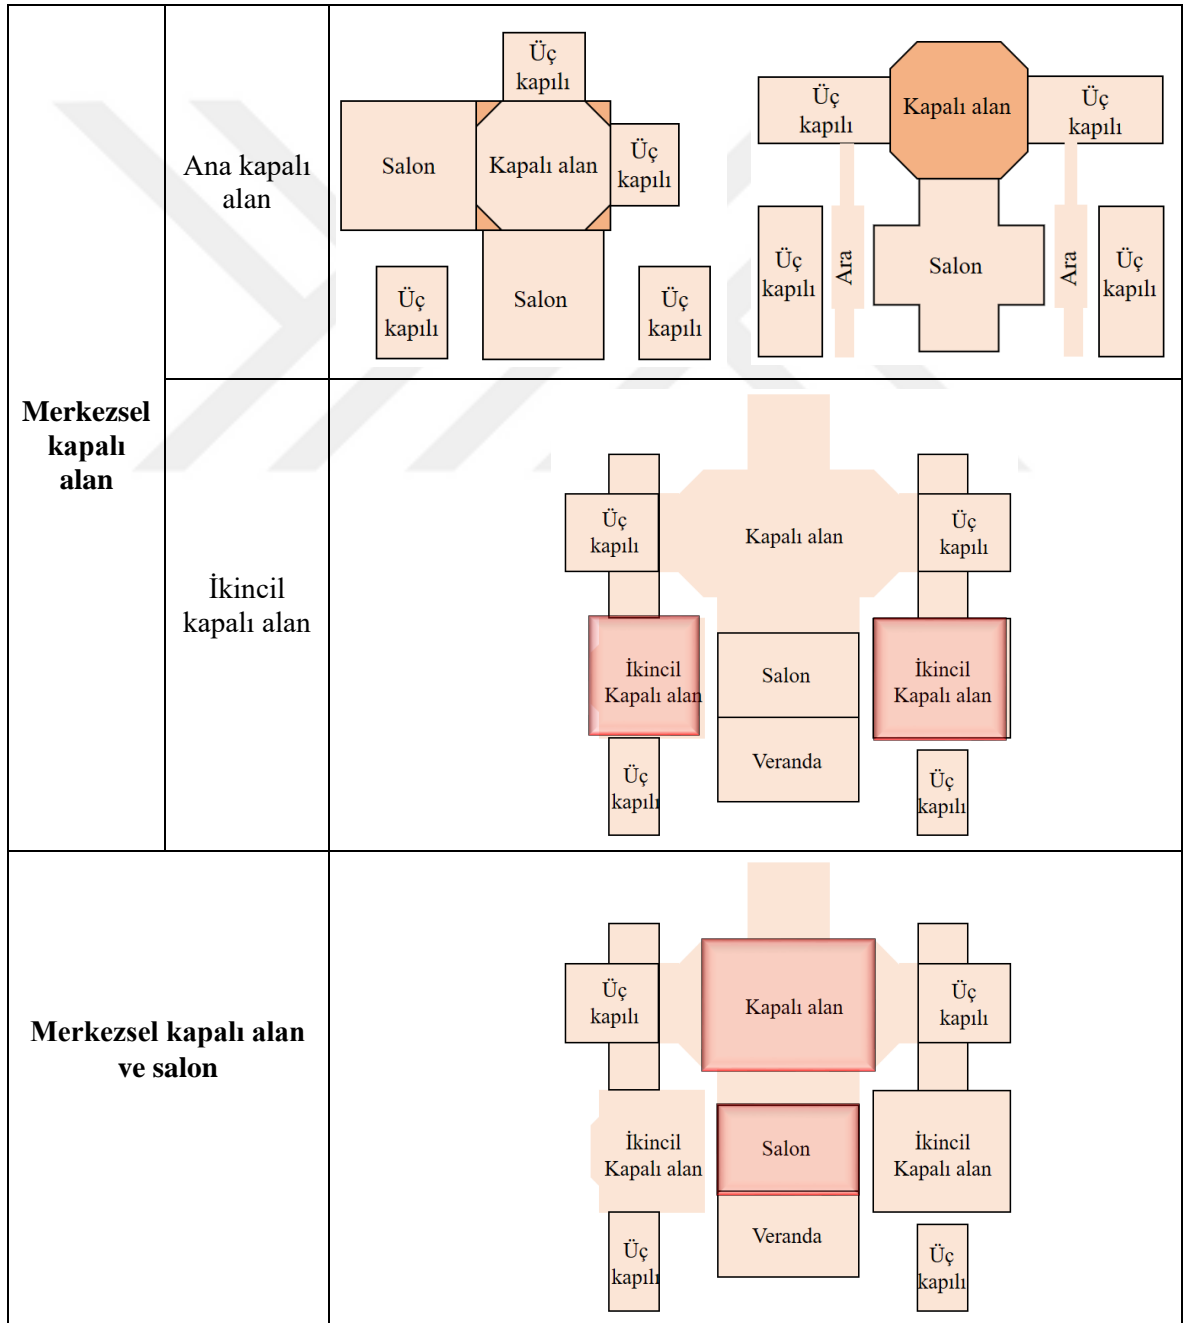 Merkezsel
kapalı
alan
Ana kapalı
alan
Üç
kapılı
Salon
Kapalı alan
Üç
kapılı
Üç
kapılı
Salon
Üç
kapılı
Üç
kapılı
Kapalı alan
Üç
kapılı
Üç
kapılı
Ara
Salon
Ara
Üç
kapılı
İkincil
kapalı alan
Üç
kapılı
Kapalı alan
Üç
kapılı
İkincil
Kapalı alan
Salon
İkincil
Kapalı alan
Veranda
Üç
kapılı
Üç
kapılı
Merkezsel kapalı alan
ve salon
Üç
kapılı
Kapalı alan
Üç
kapılı
İkincil
Kapalı alan
Salon
İkincil
Kapalı alan
Veranda
Üç
kapılı
Üç
kapılı